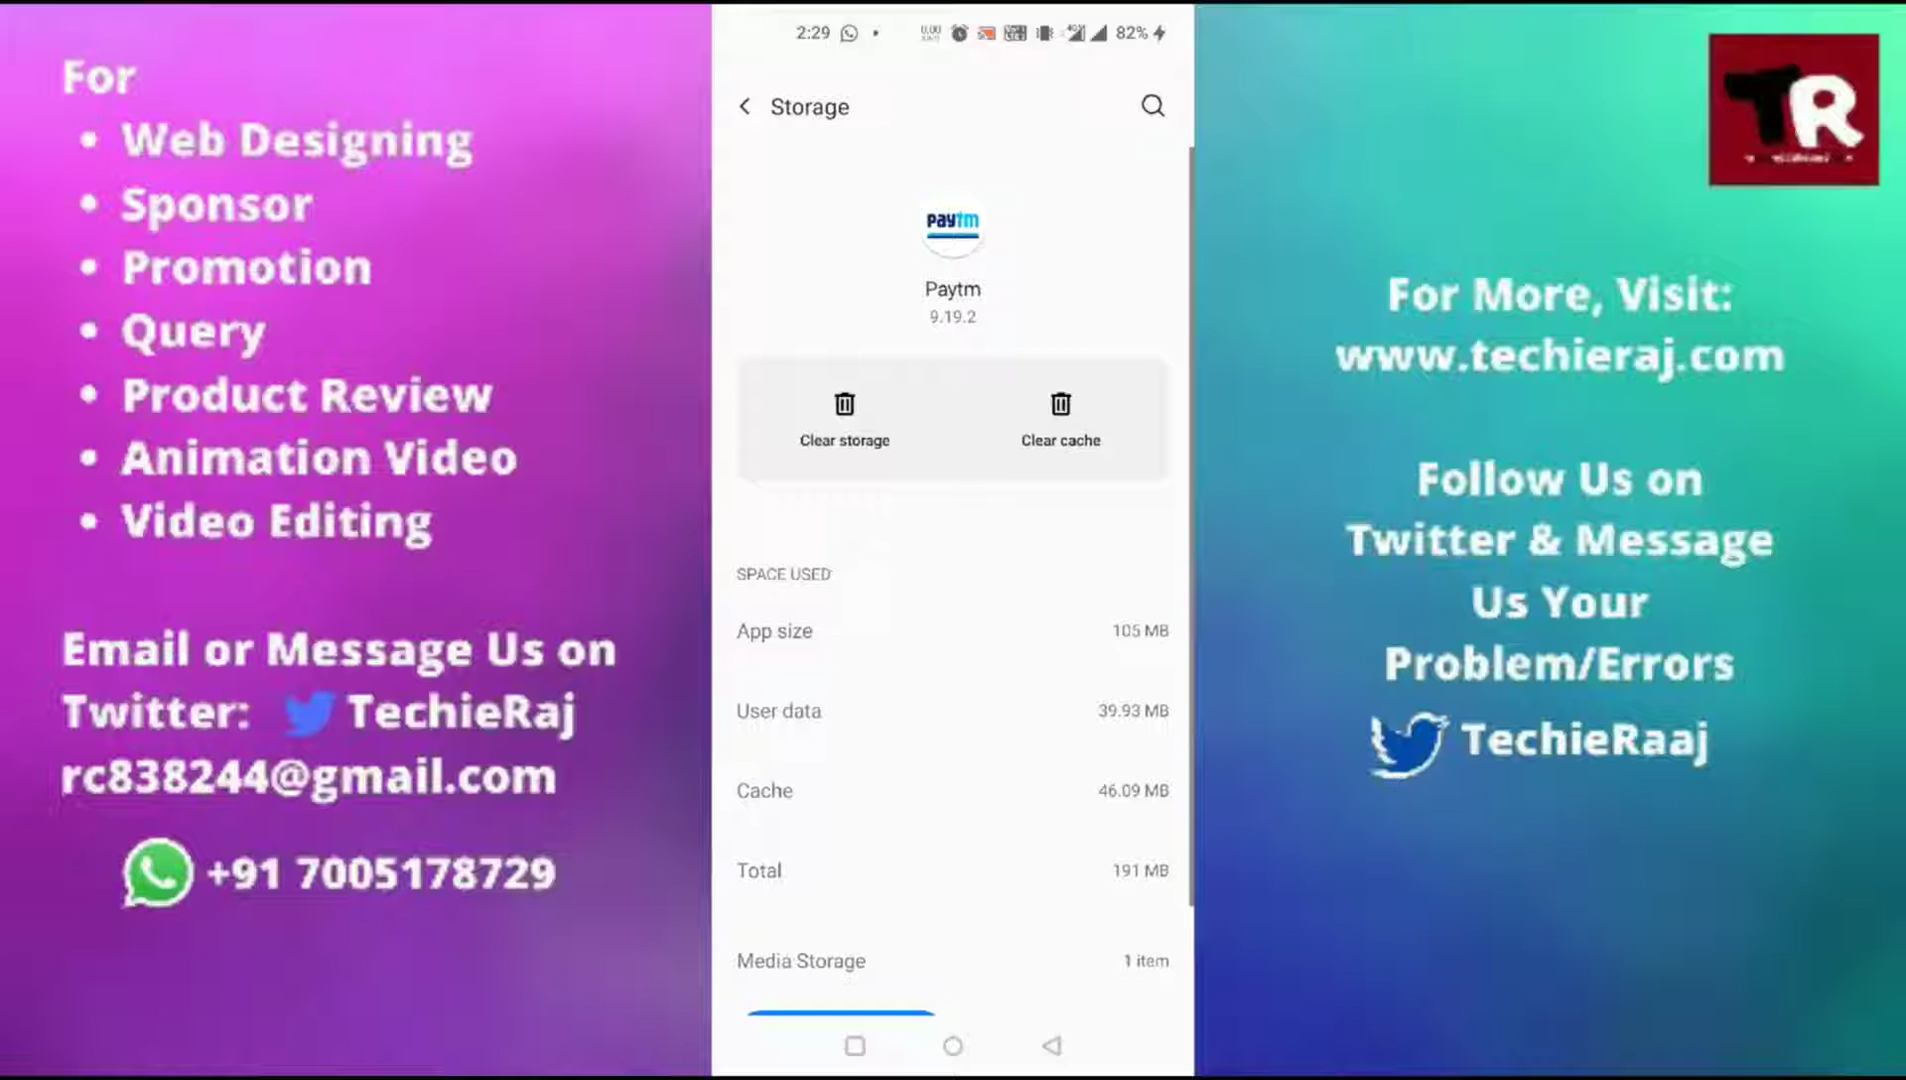 For
• Web Designing
• Sponsor
• Promotion
• Query
• Product Review
• Animation Video
• Video Editing
Email or Message Us on
Twitter: TechieRaj
rc838244@gmail.com
+91 7005178729
2:29
0.00
82%
Storage
paytm
Paytm
9.19.2
Clear storage
Clear cache
SPACE USED
App size 105 MB
User data 39.93 MB
Cache 46.09 MB
Total 191 MB
Media Storage 1 item
TR
For More, Visit:
www.techieraj.com
Follow Us on
Twitter & Message
Us Your
Problem/Errors
TechieRaaj